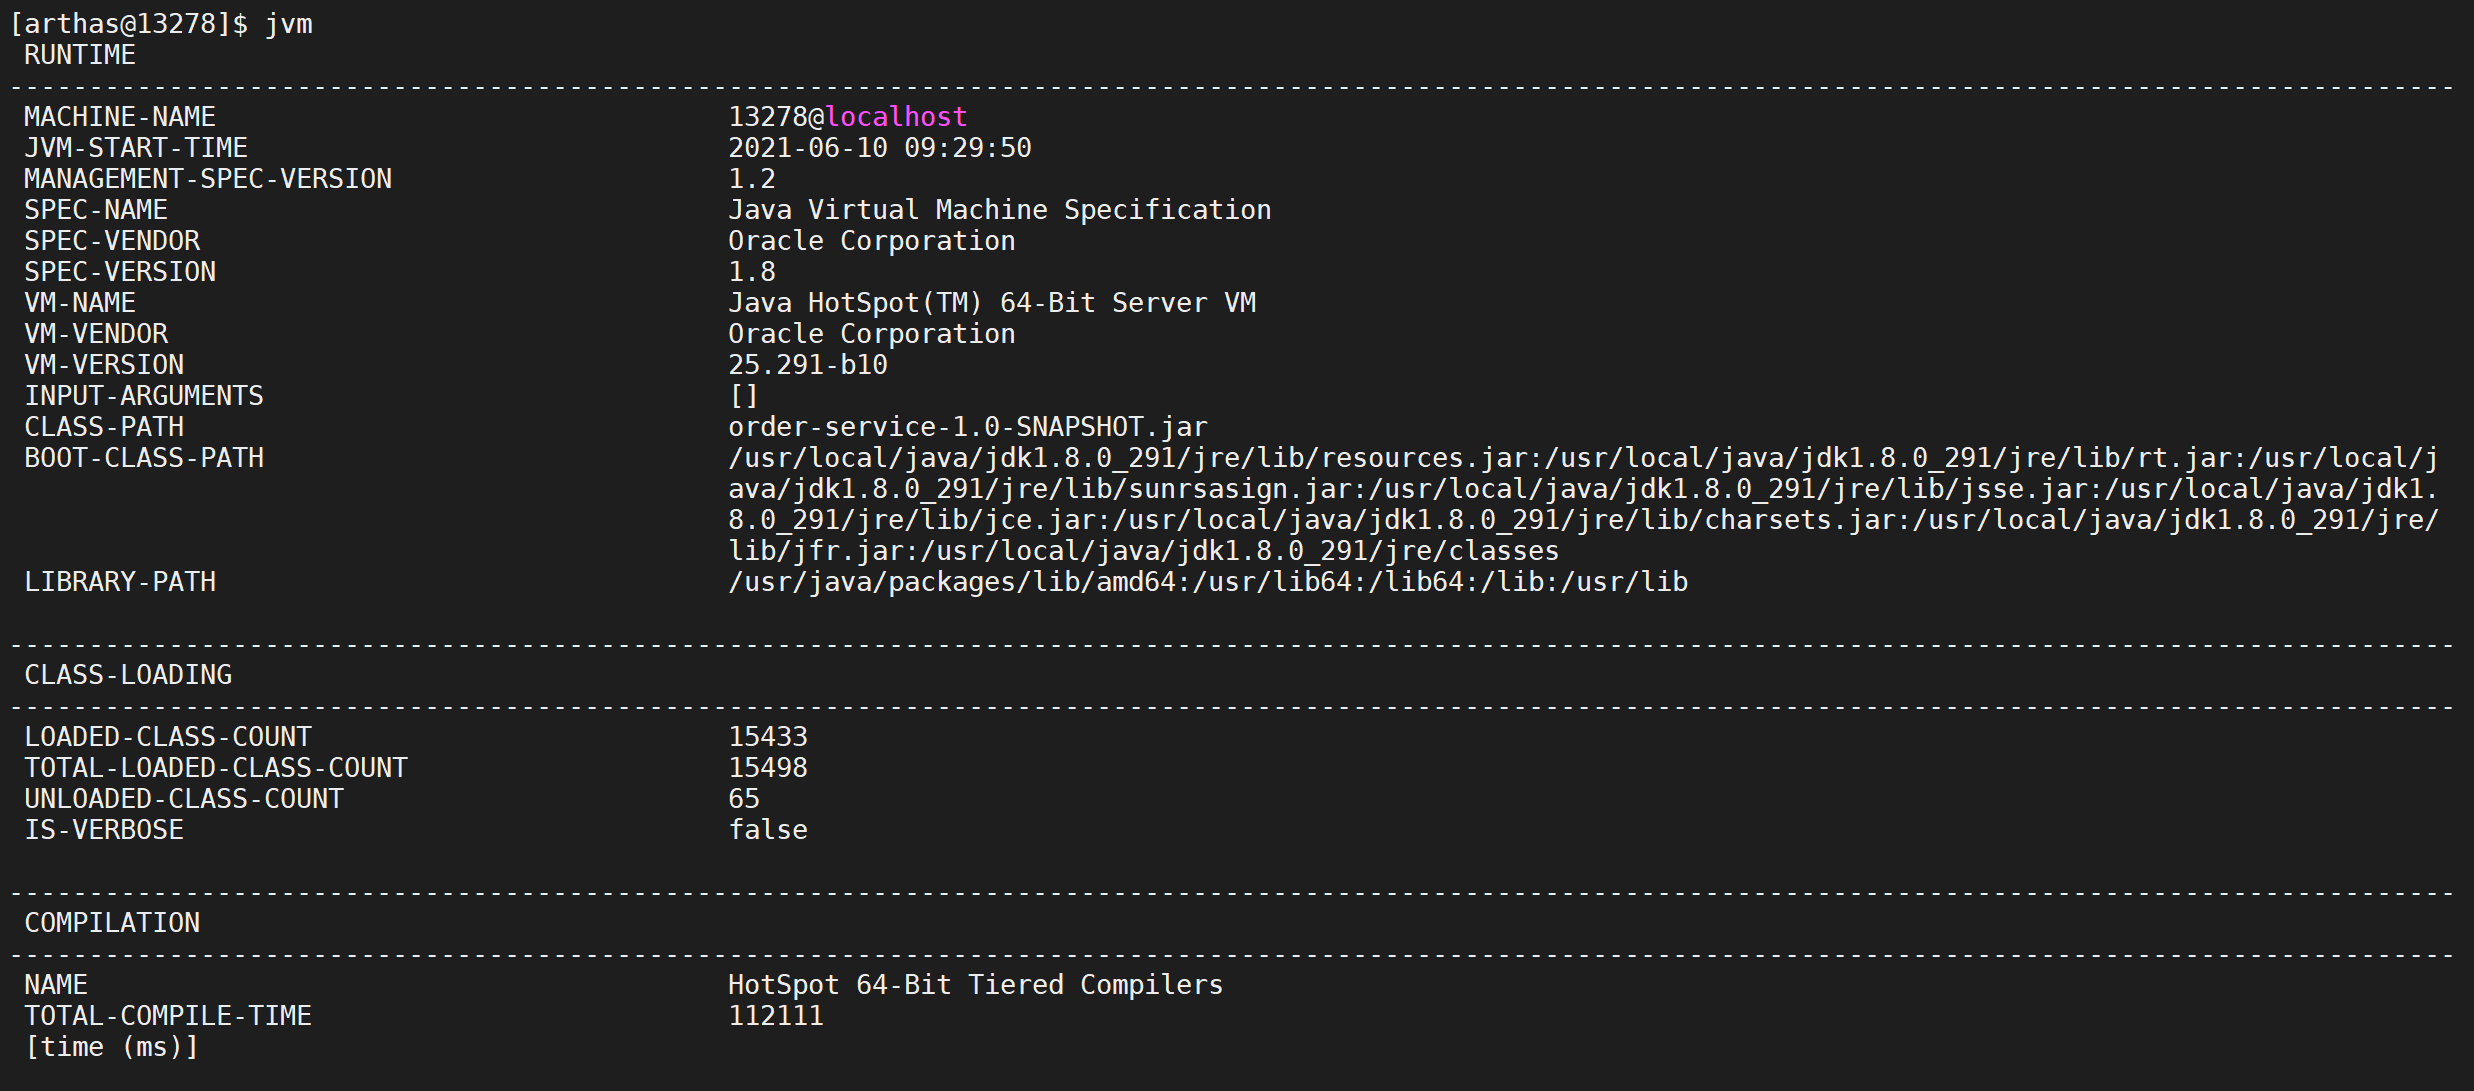 [arthas@13278]$ jvm
RUNTIME
---------------------------------------------------------------------------------------------------------------------------------------------------------
MACHINE-NAME 13278@localhost
JVM-START-TIME 2021-06-10 09:29:50
MANAGEMENT-SPEC-VERSION 1.2
SPEC-NAME Java Virtual Machine Specification
SPEC-VENDOR Oracle Corporation
SPEC-VERSION 1.8
VM-NAME Java HotSpot(TM) 64-Bit Server VM
VM-VENDOR Oracle Corporation
VM-VERSION 25.291-b10
INPUT-ARGUMENTS []
CLASS-PATH order-service-1.0-SNAPSHOT.jar
BOOT-CLASS-PATH /usr/local/java/jdk1.8.0_291/jre/lib/resources.jar:/usr/local/java/jdk1.8.0_291/jre/lib/rt.jar:/usr/local/j
ava/jdk1.8.0_291/jre/lib/sunrsasign.jar:/usr/local/java/jdk1.8.0_291/jre/lib/jsse.jar:/usr/local/java/jdk1.
8.0_291/jre/lib/jce.jar:/usr/local/java/jdk1.8.0_291/jre/lib/charsets.jar:/usr/local/java/jdk1.8.0_291/jre/
lib/jfr.jar:/usr/local/java/jdk1.8.0_291/jre/classes
LIBRARY-PATH /usr/java/packages/lib/amd64:/usr/lib64:/lib64:/lib:/usr/lib
---------------------------------------------------------------------------------------------------------------------------------------------------------
CLASS-LOADING
---------------------------------------------------------------------------------------------------------------------------------------------------------
LOADED-CLASS-COUNT 15433
TOTAL-LOADED-CLASS-COUNT 15498
UNLOADED-CLASS-COUNT 65
IS-VERBOSE false
---------------------------------------------------------------------------------------------------------------------------------------------------------
COMPILATION
---------------------------------------------------------------------------------------------------------------------------------------------------------
NAME HotSpot 64-Bit Tiered Compilers
TOTAL-COMPILE-TIME 112111
[time (ms)]